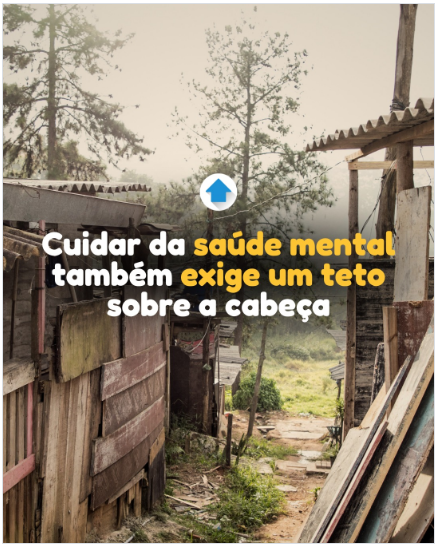 Cuidar da saúde mental
também exige um teto
sobre a cabeça